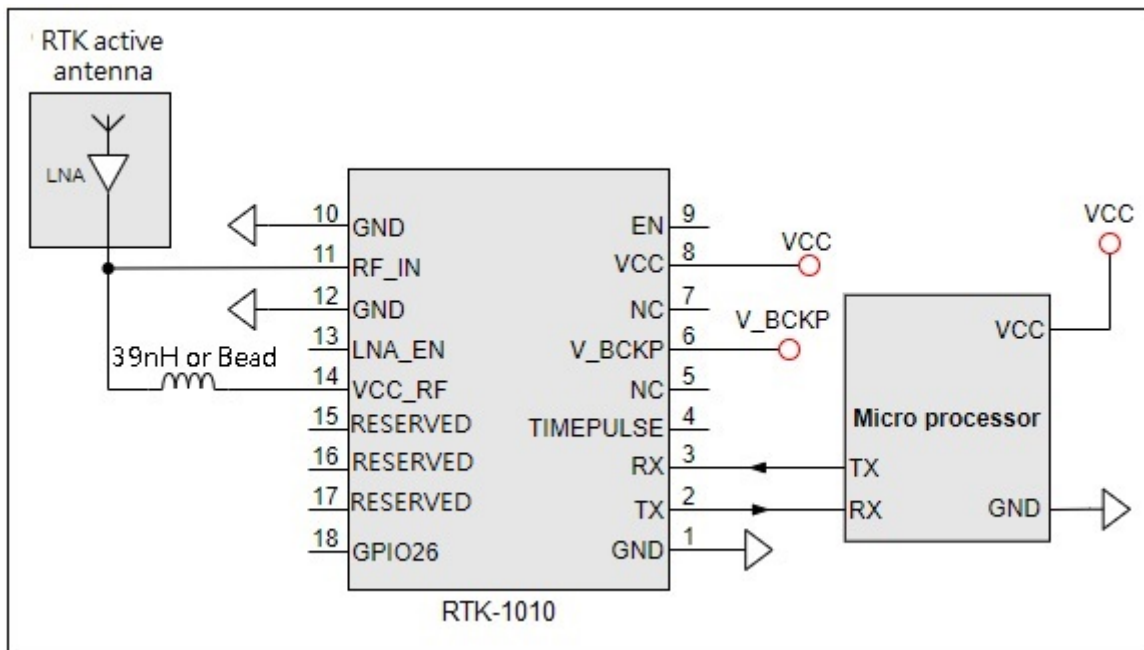 RTK active
antenna
LNA
39nH or Bead
10
GND
11
RF_IN
12
GND
13
LNA_EN
14
VCC_RF
15
RESERVED
16
RESERVED
17
RESERVED
18
GPIO26
9
EN
8
VCC
7
NC
6
V_BCKP
5
NC
4
TIMEPULSE
3
RX
2
TX
1
GND
RTK-1010
VCC
V_BCKP
VCC
VCC
Micro processor
TX
RX
GND